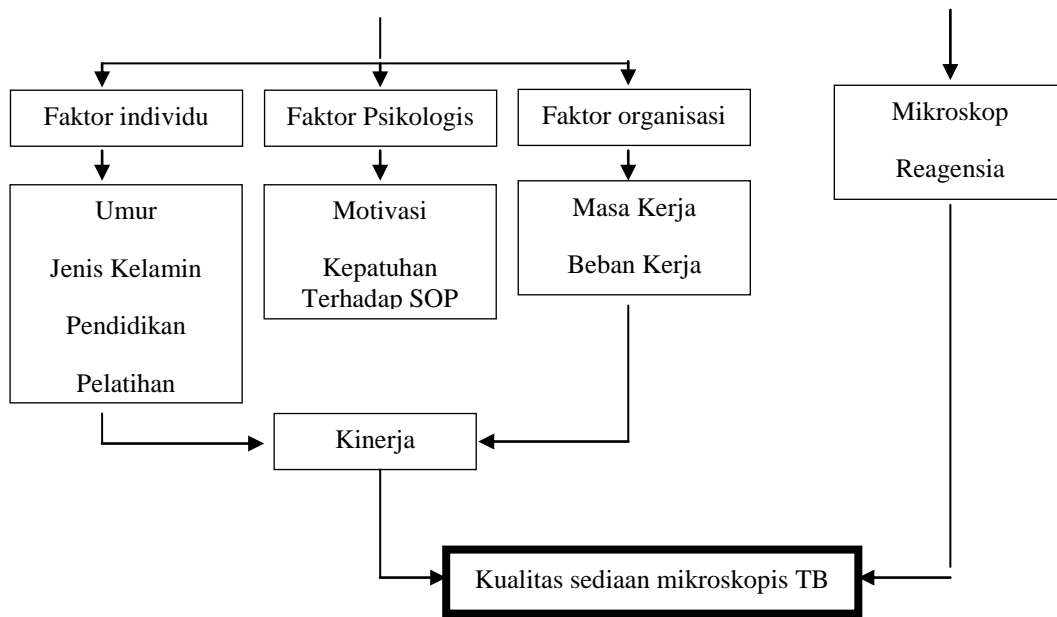 Faktor individu
Faktor Psikologis
Faktor organisasi
Mikroskop
Reagensia
Umur
Jenis Kelamin
Pendidikan
Pelatihan
Motivasi
Kepatuhan
Terhadap SOP
Masa Kerja
Beban Kerja
Kinerja
Kualitas sediaan mikroskopis TB